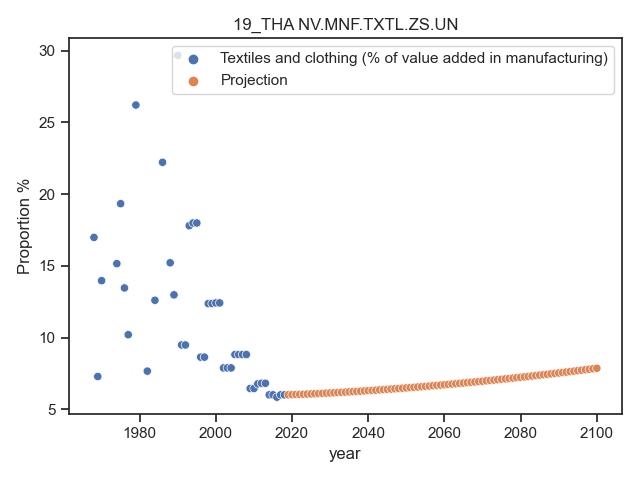 19_THA NV.MNF.TXTL.ZS.UN
Textiles and clothing (% of value added in manufacturing)
Projection
Proportion %
30
25
20
15
10
5
1980 2000 2020 2040 2060 2080 2100
year